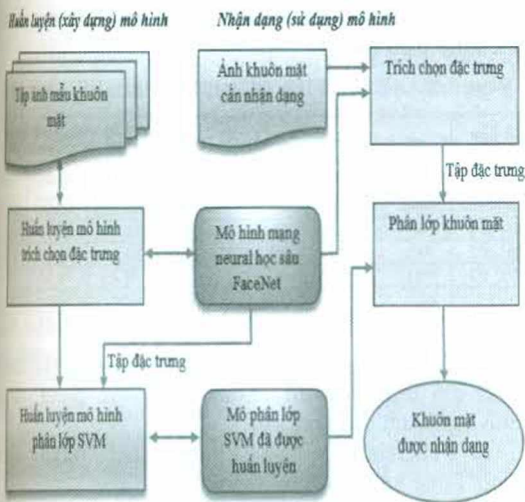 Huấn luyện (xây dựng) mô hình
Nhận dạng (sử dụng) mô hình
Tập anh mẫu khuôn
mặt
Ảnh khuôn mặt
cần nhận dạng
Trích chọn đặc trưng
Tập đặc trưng
Huấn luyện mô hình
trích chọn đặc trưng
Mô hình mạng
neural học sâu
FaceNet
Phân lớp khuôn mặt
Tập đặc trưng
Huấn luyện mô hình
phân lớp SVM
Mô phân lớp
SVM đã được
huấn luyện
Khuôn mặt
được nhận dạng